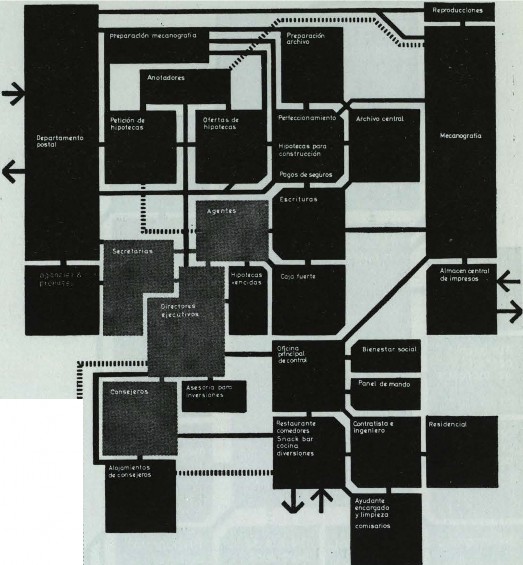 Reproducciones
Preparación mecanografía
Preparación
archivo
Anotadores
Departamento
postal
Petición de
hipotecas
Ofertas de
hipotecas
Perfeccionamiento
Hipotecas para
construcción
Pagos de seguros
Archivo central
Mecanografía
Escrituras
Agentes
Secretarias
Hipotecas
vencidas
Caja fuerte
Almacen central
de impresos
Directores
ejecutivos
Oficina
principal
de control
Bienestar social
Panel de mando
Consejeros
Asesoria para
inversiones
Restaurante
comedores
Snack bar
cocina
diversiones
Contratista e
ingeniero
Residencial
Alojamientos
de consejeros
Ayudante
encargado
y limpieza
comisarios